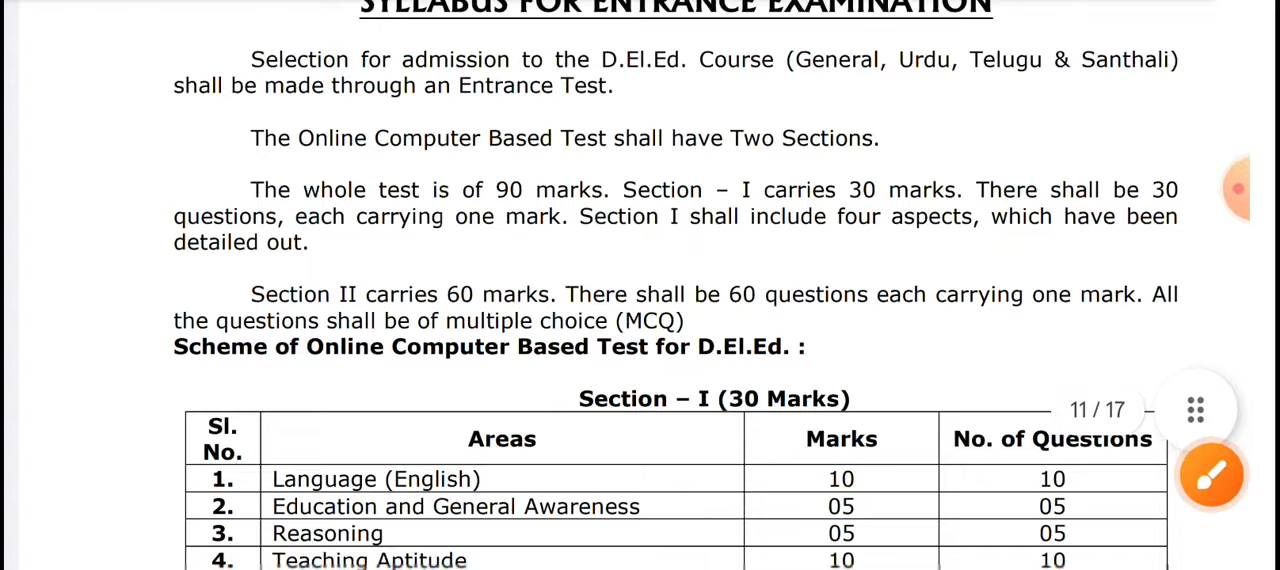 SYLLABUS FOR ENTRANCE EXAMINATION
Selection for admission to the D.El.Ed. Course (General, Urdu, Telugu & Santhali)
shall be made through an Entrance Test.
The Online Computer Based Test shall have Two Sections.
The whole test is of 90 marks. Section – I carries 30 marks. There shall be 30
questions, each carrying one mark. Section I shall include four aspects, which have been
detailed out.
Section II carries 60 marks. There shall be 60 questions each carrying one mark. All
the questions shall be of multiple choice (MCQ)
Scheme of Online Computer Based Test for D.El.Ed. :
Section – I (30 Marks)
11 / 17
Sl. No. Areas Marks No. of Questions
1. Language (English) 10 10
2. Education and General Awareness 05 05
3. Reasoning 05 05
4. Teaching Aptitude 10 10